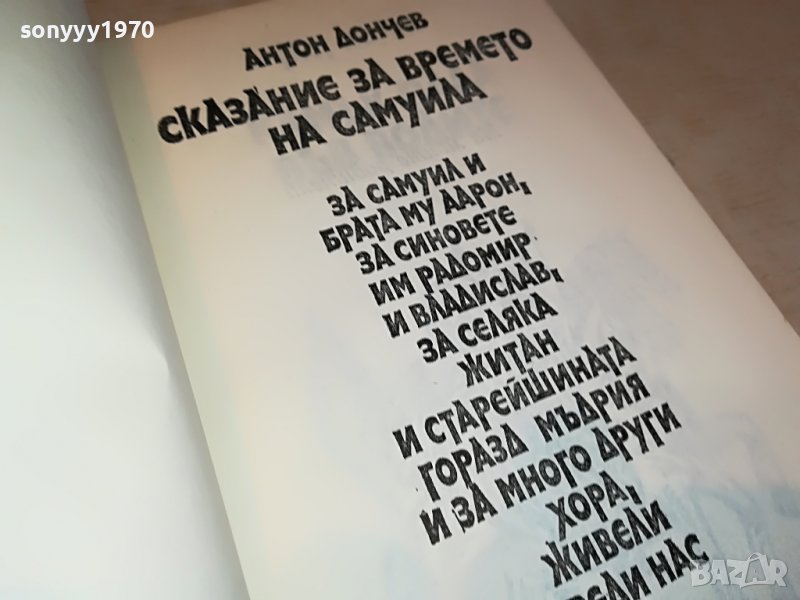 sonyyy1970
АНТОН ДОНЧЕВ
СКАЗАНИЕ ЗА ВРЕМЕТО
НА САМУИЛА
ЗА САМУИЛ И
БРАТА МУ ААРОН,
ЗА СИНОВЕТЕ
ИМ РАДОМИР
И ВЛАДИСЛАВ,
ЗА СЕЛЯКА
ЖИТАН
И СТАРЕЙШИНАТА
ГОРАЗД МЪДРИЯ
И ЗА МНОГО ДРУГИ
ХОРА,
ЖИВЕЛИ
НАС
BAZAR